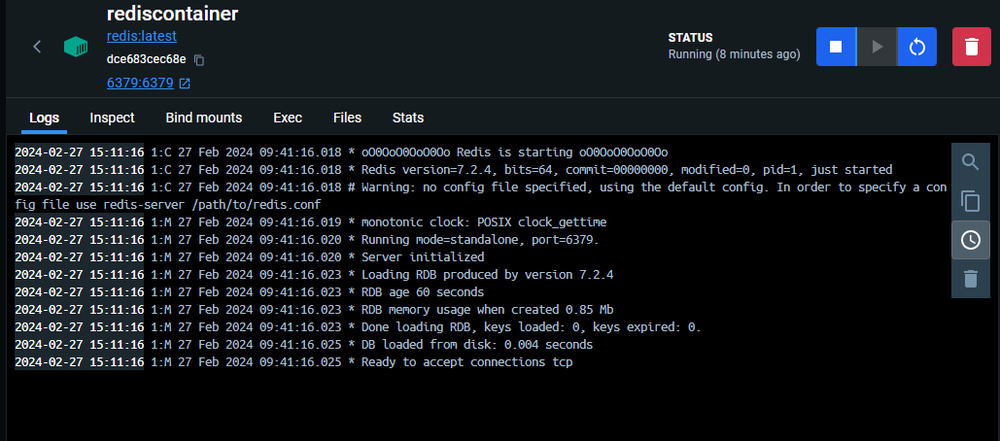 rediscontainer
redis:latest
dce683cec68e
6379:6379
STATUS
Running (8 minutes ago)
Logs Inspect Bind mounts Exec Files Stats
2024-02-27 15:11:16 1:C 27 Feb 2024 09:41:16.018 * oO0OoO0OoO0Oo Redis is starting oO0OoO0OoO0Oo
2024-02-27 15:11:16 1:C 27 Feb 2024 09:41:16.018 * Redis version=7.2.4, bits=64, commit=00000000, modified=0, pid=1, just started
2024-02-27 15:11:16 1:C 27 Feb 2024 09:41:16.018 # Warning: no config file specified, using the default config. In order to specify a con
fig file use redis-server /path/to/redis.conf
2024-02-27 15:11:16 1:M 27 Feb 2024 09:41:16.019 * monotonic clock: POSIX clock_gettime
2024-02-27 15:11:16 1:M 27 Feb 2024 09:41:16.020 * Running mode=standalone, port=6379.
2024-02-27 15:11:16 1:M 27 Feb 2024 09:41:16.020 * Server initialized
2024-02-27 15:11:16 1:M 27 Feb 2024 09:41:16.023 * Loading RDB produced by version 7.2.4
2024-02-27 15:11:16 1:M 27 Feb 2024 09:41:16.023 * RDB age 60 seconds
2024-02-27 15:11:16 1:M 27 Feb 2024 09:41:16.023 * RDB memory usage when created 0.85 Mb
2024-02-27 15:11:16 1:M 27 Feb 2024 09:41:16.023 * Done loading RDB, keys loaded: 0, keys expired: 0.
2024-02-27 15:11:16 1:M 27 Feb 2024 09:41:16.025 * DB loaded from disk: 0.004 seconds
2024-02-27 15:11:16 1:M 27 Feb 2024 09:41:16.025 * Ready to accept connections tcp